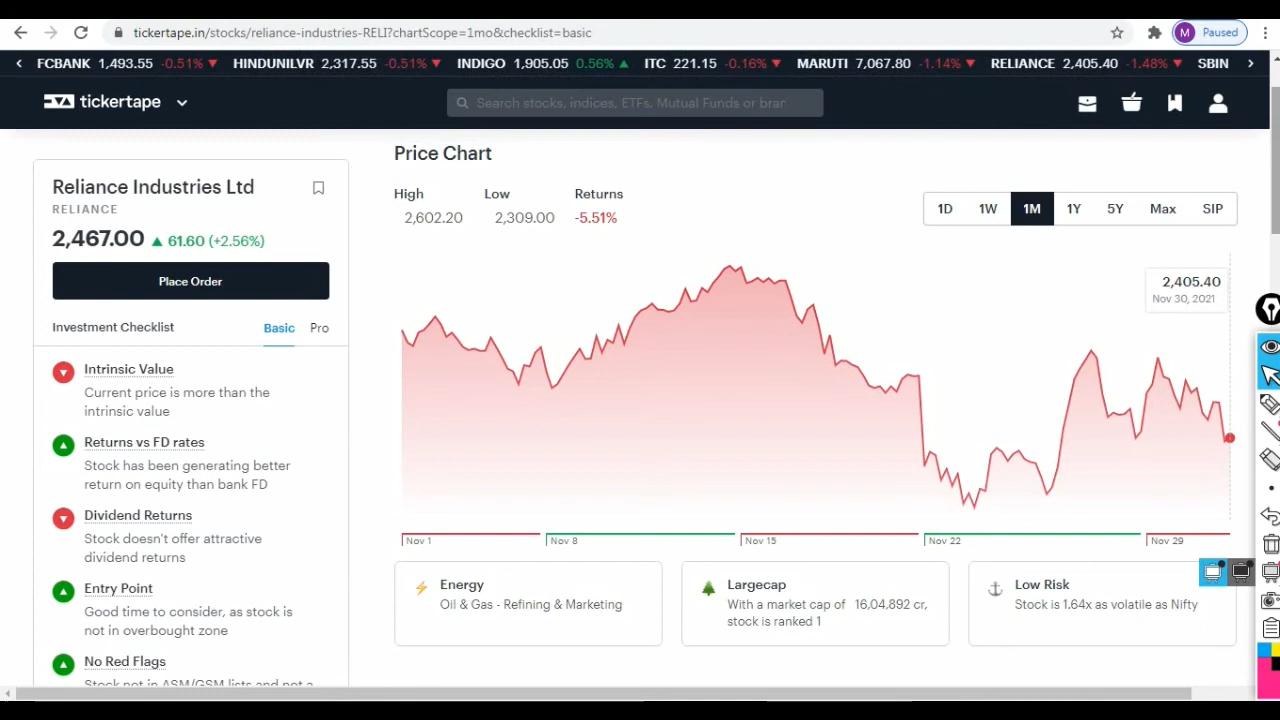 tickertape.in/stocks/reliance-industries-RELI?chartScope=1mo&checklist=basic
M Paused
FCBANK 1,493.55 -0.51% ▼ HINDUNILVR 2,317.55 -0.51% ▼ INDIGO 1,905.05 0.56% ▲ ITC 221.15 -0.16% ▼ MARUTI 7,067.80 -1.14% ▼ RELIANCE 2,405.40 -1.48% ▼ SBIN
tickertape
Search stocks, indices, ETFs, Mutual Funds or brar
Reliance Industries Ltd
RELIANCE
2,467.00 ▲ 61.60 (+2.56%)
Place Order
Investment Checklist Basic Pro
Intrinsic Value
Current price is more than the
intrinsic value
Returns vs FD rates
Stock has been generating better
return on equity than bank FD
Dividend Returns
Stock doesn't offer attractive
dividend returns
Entry Point
Good time to consider, as stock is
not in overbought zone
No Red Flags
Stock not in ASM/GSM lists and not a
Price Chart
High Low Returns
2,602.20 2,309.00 -5.51%
1D 1W 1M 1Y 5Y Max SIP
2,405.40
Nov 30, 2021
Nov 1 Nov 8 Nov 15 Nov 22 Nov 29
Energy
Oil & Gas - Refining & Marketing
Largecap
With a market cap of 16,04,892 cr,
stock is ranked 1
Low Risk
Stock is 1.64x as volatile as Nifty